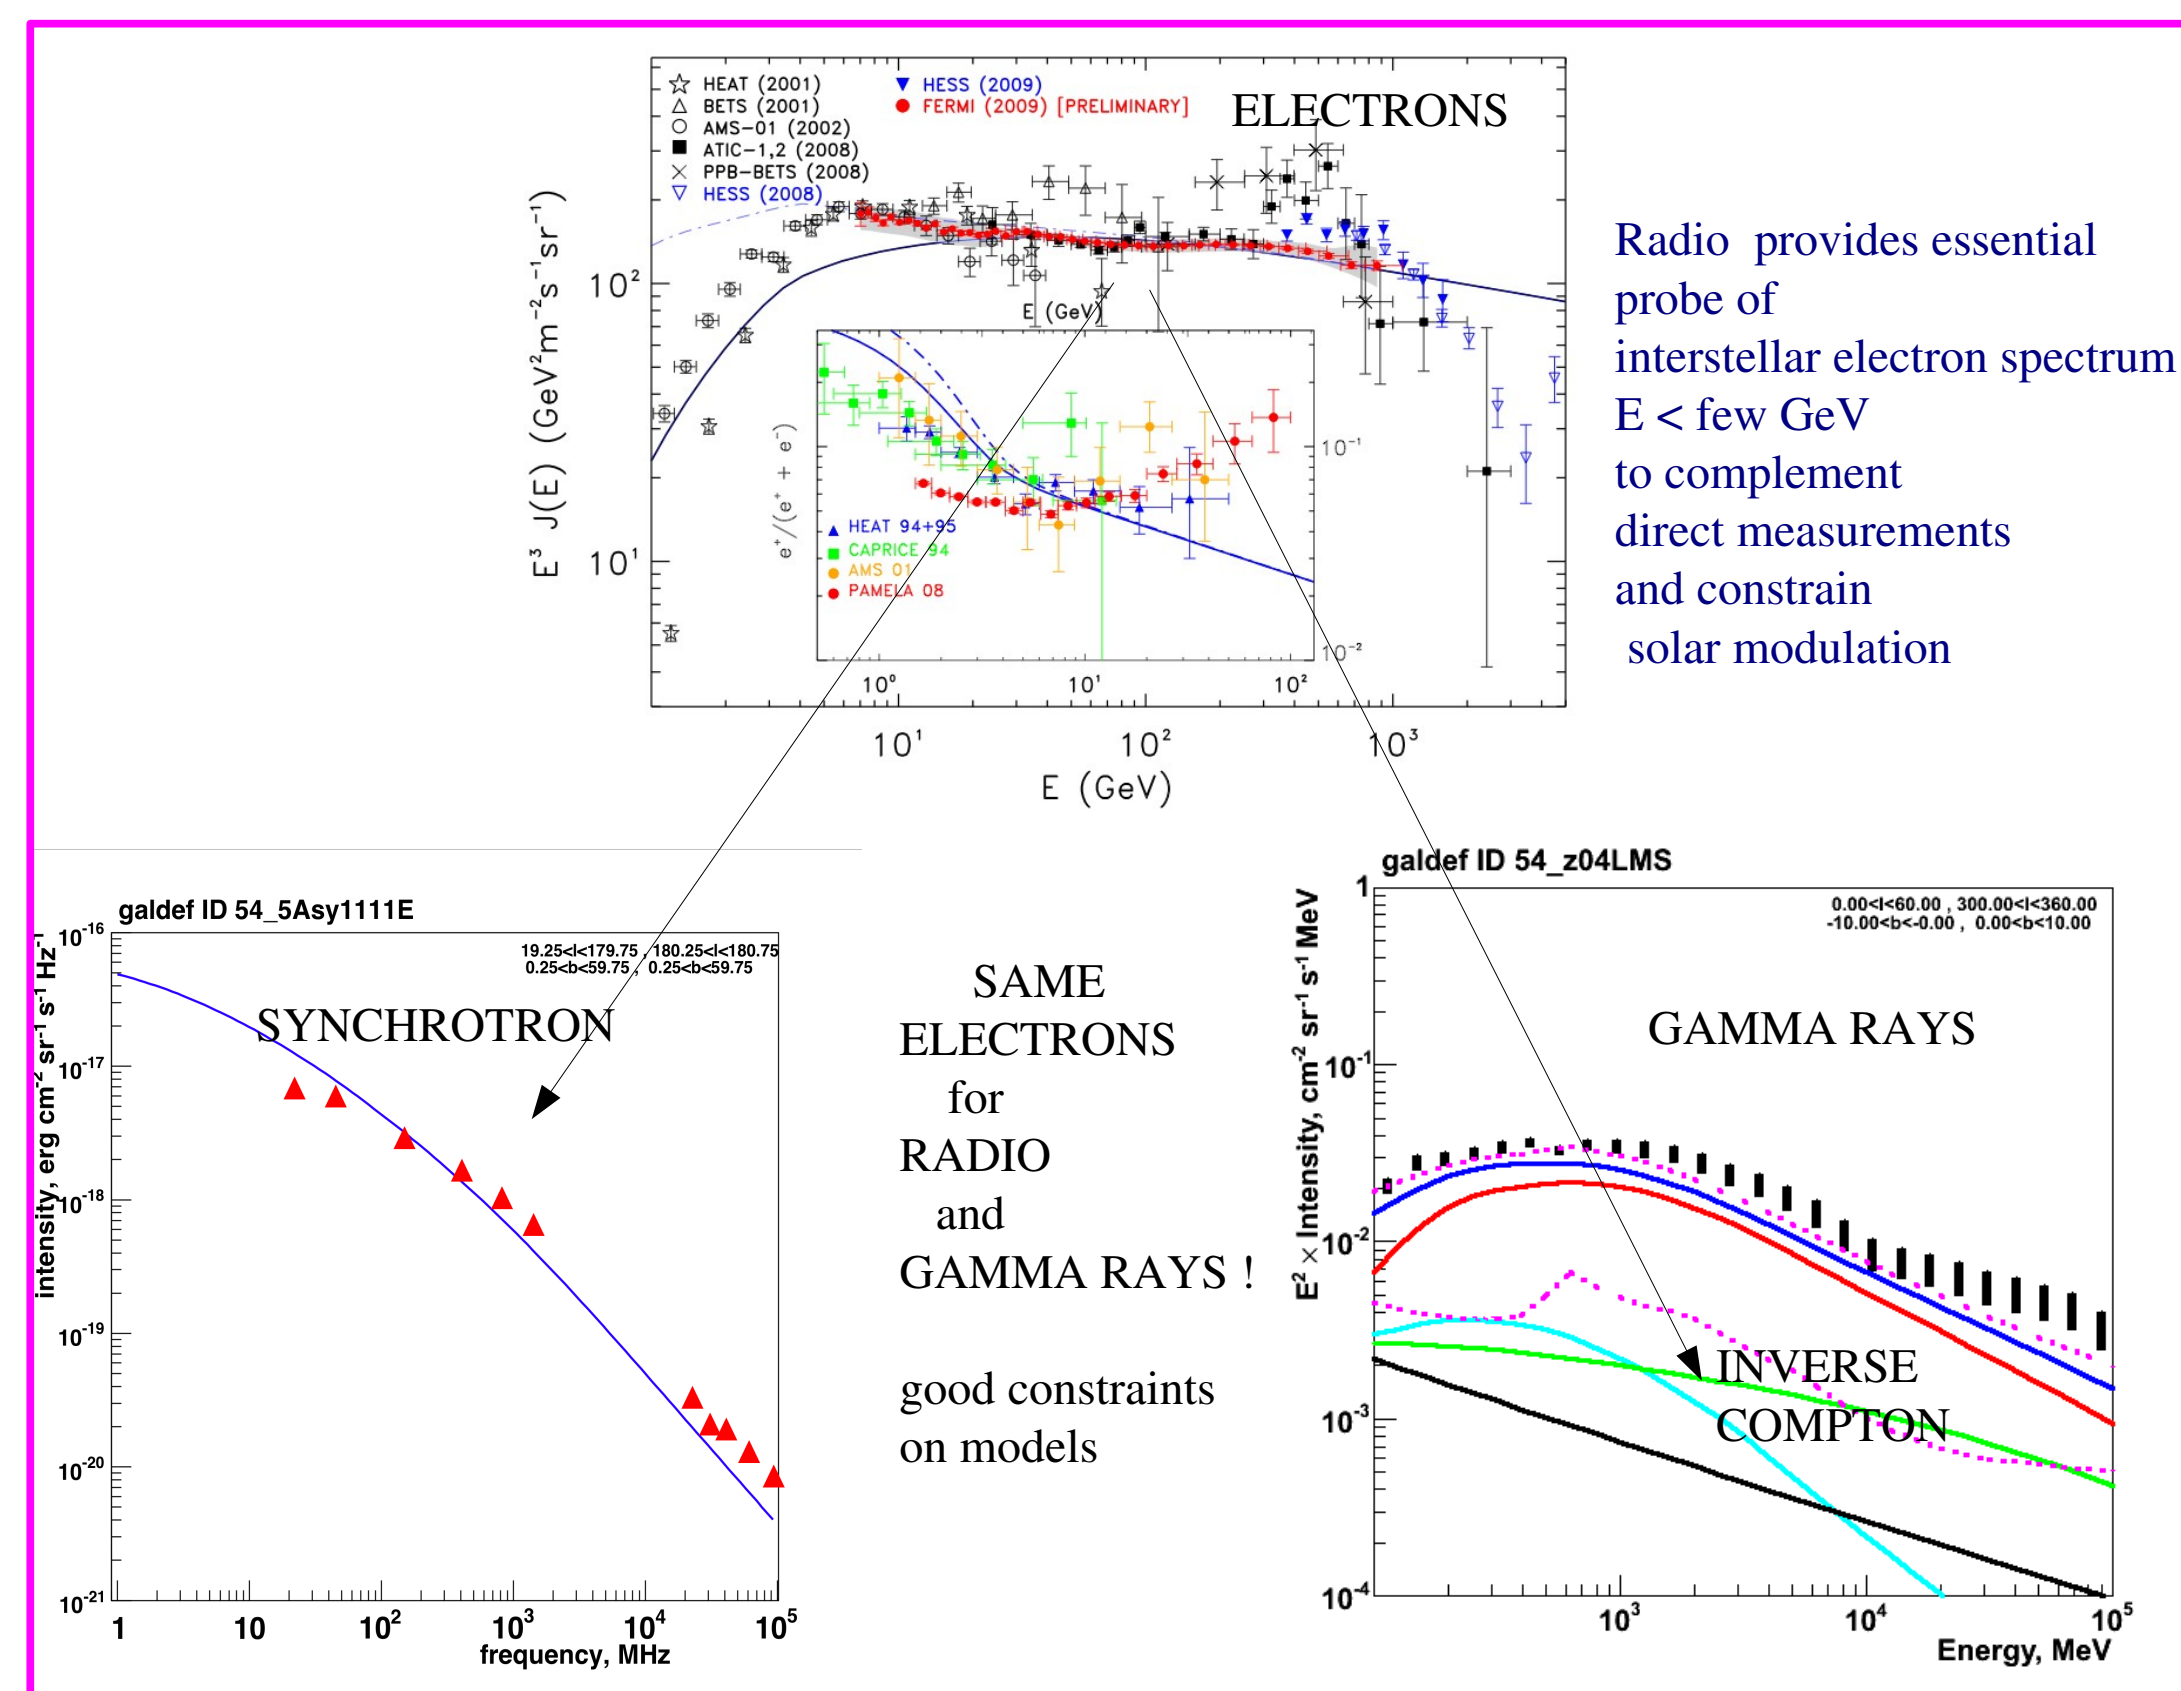 HEAT (2001)
BETS (2001)
AMS-01 (2002)
ATIC-1,2 (2008)
PPB-BETS (2008)
HESS (2008)
HESS (2009)
FERMI (2009) [PRELIMINARY]
ELECTRONS
E³ J(E) (GeV²m⁻²s⁻¹sr⁻¹)
10²
10¹
E (GeV)
e⁺/(e⁺ + e⁻)
10⁻¹
10⁻²
HEAT 94+95
CAPRICE 94
AMS 01
PAMELA 08
10⁰ 10¹ 10²
10¹ 10² 10³
E (GeV)
Radio provides essential
probe of
interstellar electron spectrum
E < few GeV
to complement
direct measurements
and constrain
solar modulation
galdef ID 54_5Asy1111E
19.25<l<179.75 , 180.25<l<180.75
0.25<b<59.75 , 0.25<b<59.75
SYNCHROTRON
intensity, erg cm⁻² sr⁻¹ s⁻¹ Hz⁻¹
10⁻¹⁶
10⁻¹⁷
10⁻¹⁸
10⁻¹⁹
10⁻²⁰
10⁻²¹
1 10 10² 10³ 10⁴ 10⁵
frequency, MHz
SAME
ELECTRONS
for
RADIO
and
GAMMA RAYS !
good constraints
on models
galdef ID 54_z04LMS
0.00<l<60.00 , 300.00<l<360.00
-10.00<b<-0.00 , 0.00<b<10.00
GAMMA RAYS
E² × Intensity, cm⁻² sr⁻¹ s⁻¹ MeV
1
10⁻¹
10⁻²
10⁻³
10⁻⁴
INVERSE
COMPTON
10³ 10⁴ 10⁵
Energy, MeV